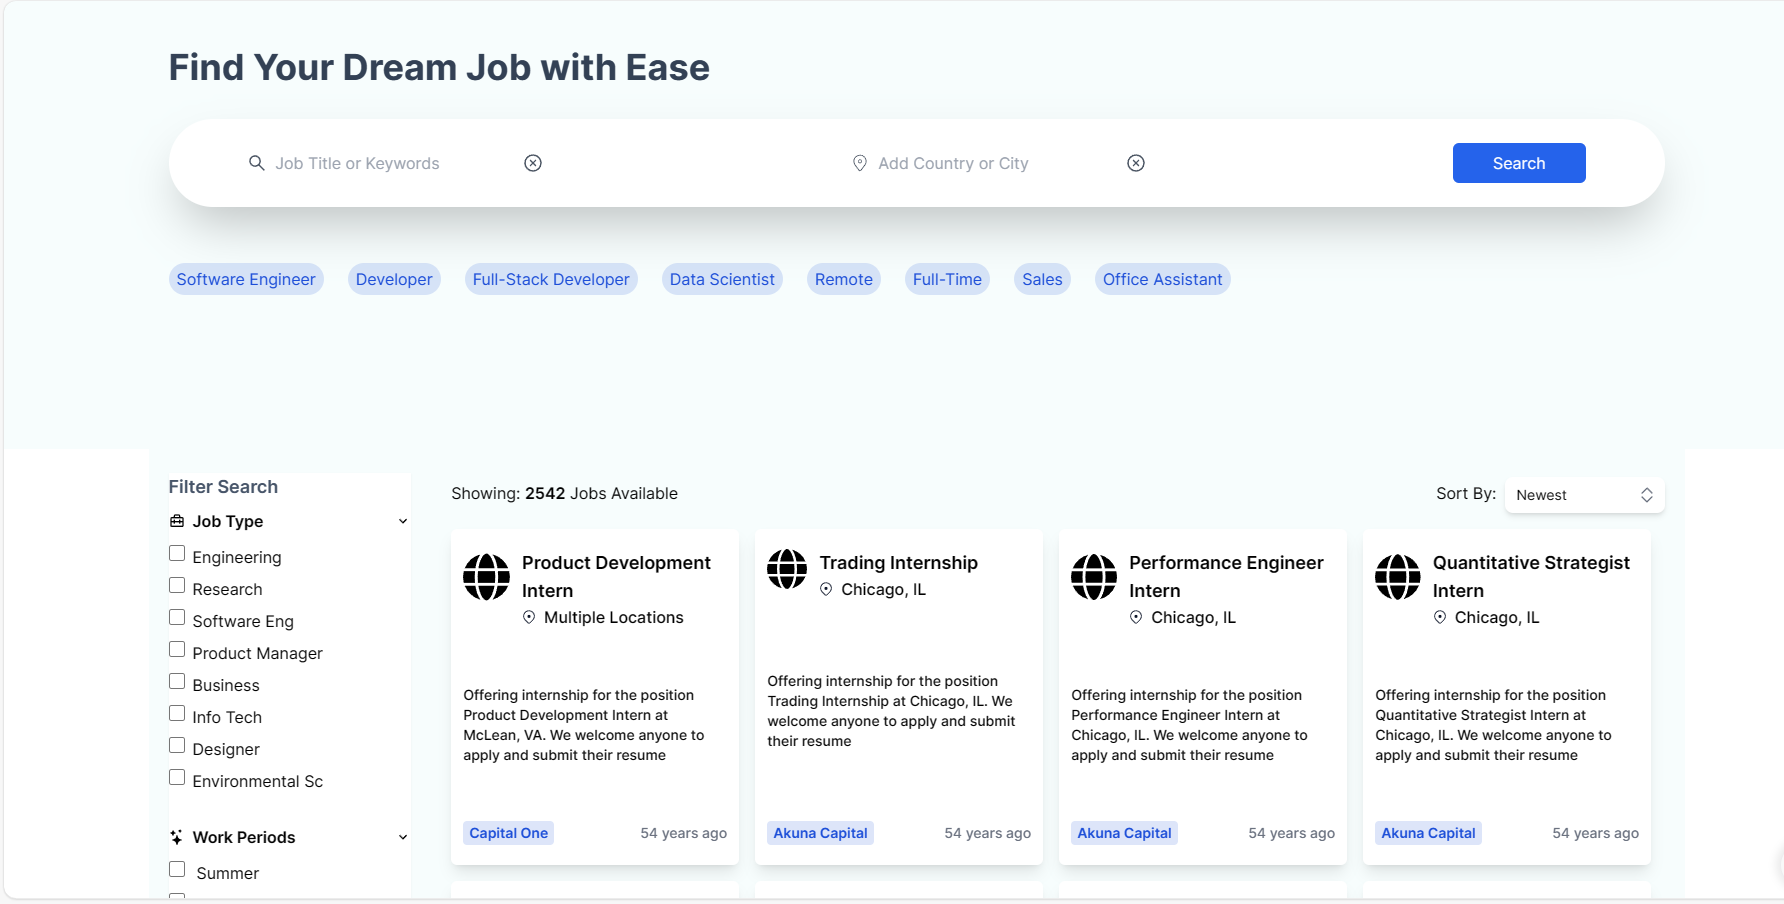 Find Your Dream Job with Ease
Job Title or Keywords
Add Country or City
Search
Software Engineer
Developer
Full-Stack Developer
Data Scientist
Remote
Full-Time
Sales
Office Assistant
Filter Search
Job Type
Engineering
Research
Software Eng
Product Manager
Business
Info Tech
Designer
Environmental Sc
Work Periods
Summer
Showing: 2542 Jobs Available
Sort By: Newest
Product Development
Intern
Multiple Locations
Offering internship for the position
Product Development Intern at
McLean, VA. We welcome anyone to
apply and submit their resume
Capital One
54 years ago
Trading Internship
Chicago, IL
Offering internship for the position
Trading Internship at Chicago, IL. We
welcome anyone to apply and submit
their resume
Akuna Capital
54 years ago
Performance Engineer
Intern
Chicago, IL
Offering internship for the position
Performance Engineer Intern at
Chicago, IL. We welcome anyone to
apply and submit their resume
Akuna Capital
54 years ago
Quantitative Strategist
Intern
Chicago, IL
Offering internship for the position
Quantitative Strategist Intern at
Chicago, IL. We welcome anyone to
apply and submit their resume
Akuna Capital
54 years ago